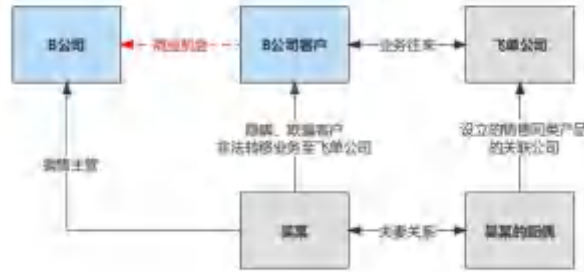 B公司
商业机会
B公司客户
业务往来
飞单公司
隐瞒、欺骗客户
非法转移业务至飞单公司
设立的销售同类产品
的关联公司
销售主管
某某
夫妻关系
某某的配偶